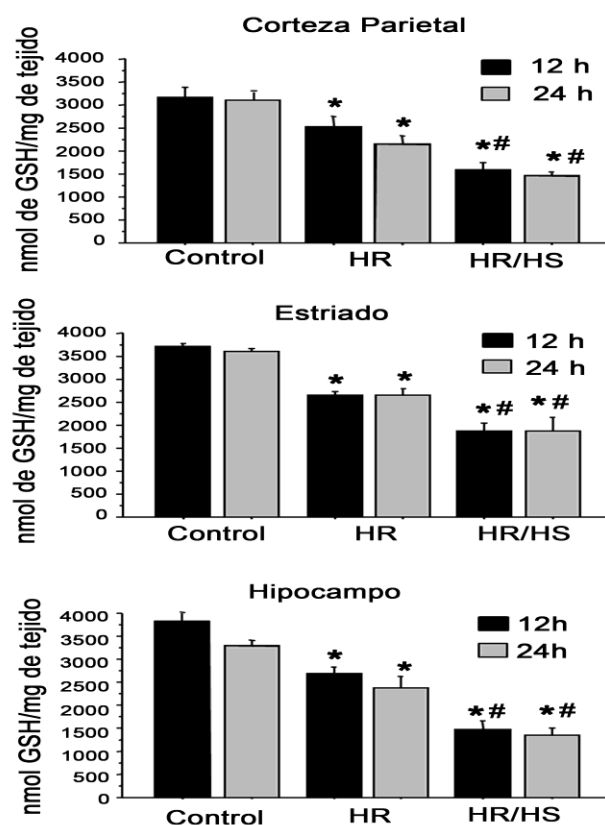 Corteza Parietal
nmol de GSH/mg de tejido
4000
3500
3000
2500
2000
1500
1000
500
0
12 h
24 h
* * *# *#
Control HR HR/HS
Estriado
nmol de GSH/mg de tejido
4000
3500
3000
2500
2000
1500
1000
500
0
12 h
24 h
* * *# *#
Control HR HR/HS
Hipocampo
nmol GSH/mg de tejido
4000
3500
3000
2500
2000
1500
1000
500
0
12h
24h
* * *# *#
Control HR HR/HS